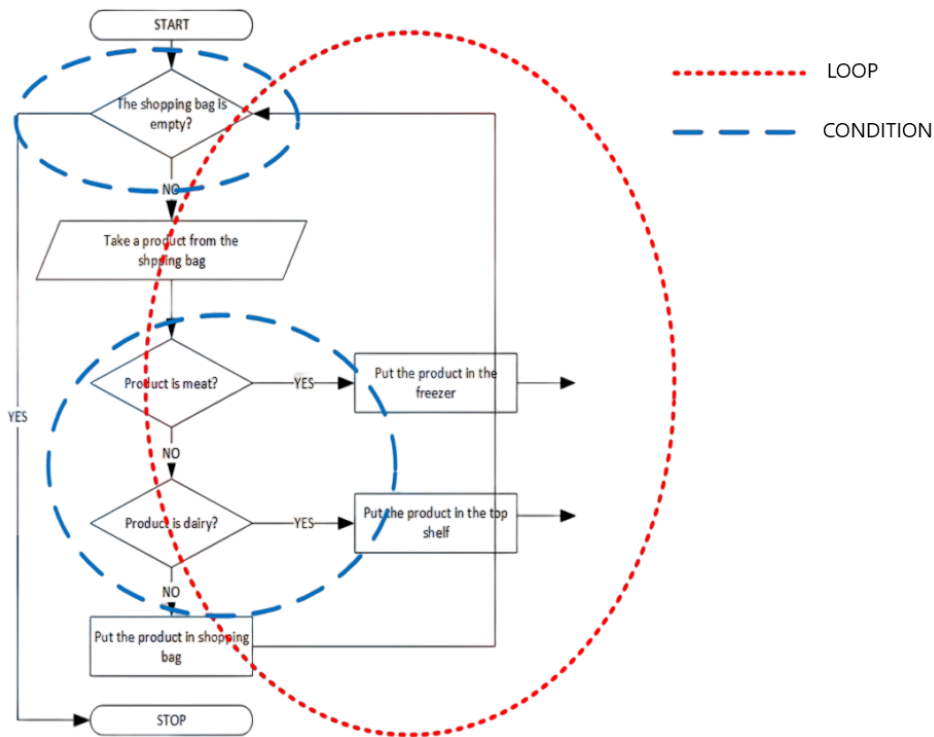 START
LOOP
The shopping bag is
empty?
CONDITION
NO
Take a product from the
shpping bag
Product is meat?
YES
Put the product in the
freezer
YES
NO
Product is dairy?
YES
Put the product in the top
shelf
NO
Put the product in shopping
bag
STOP